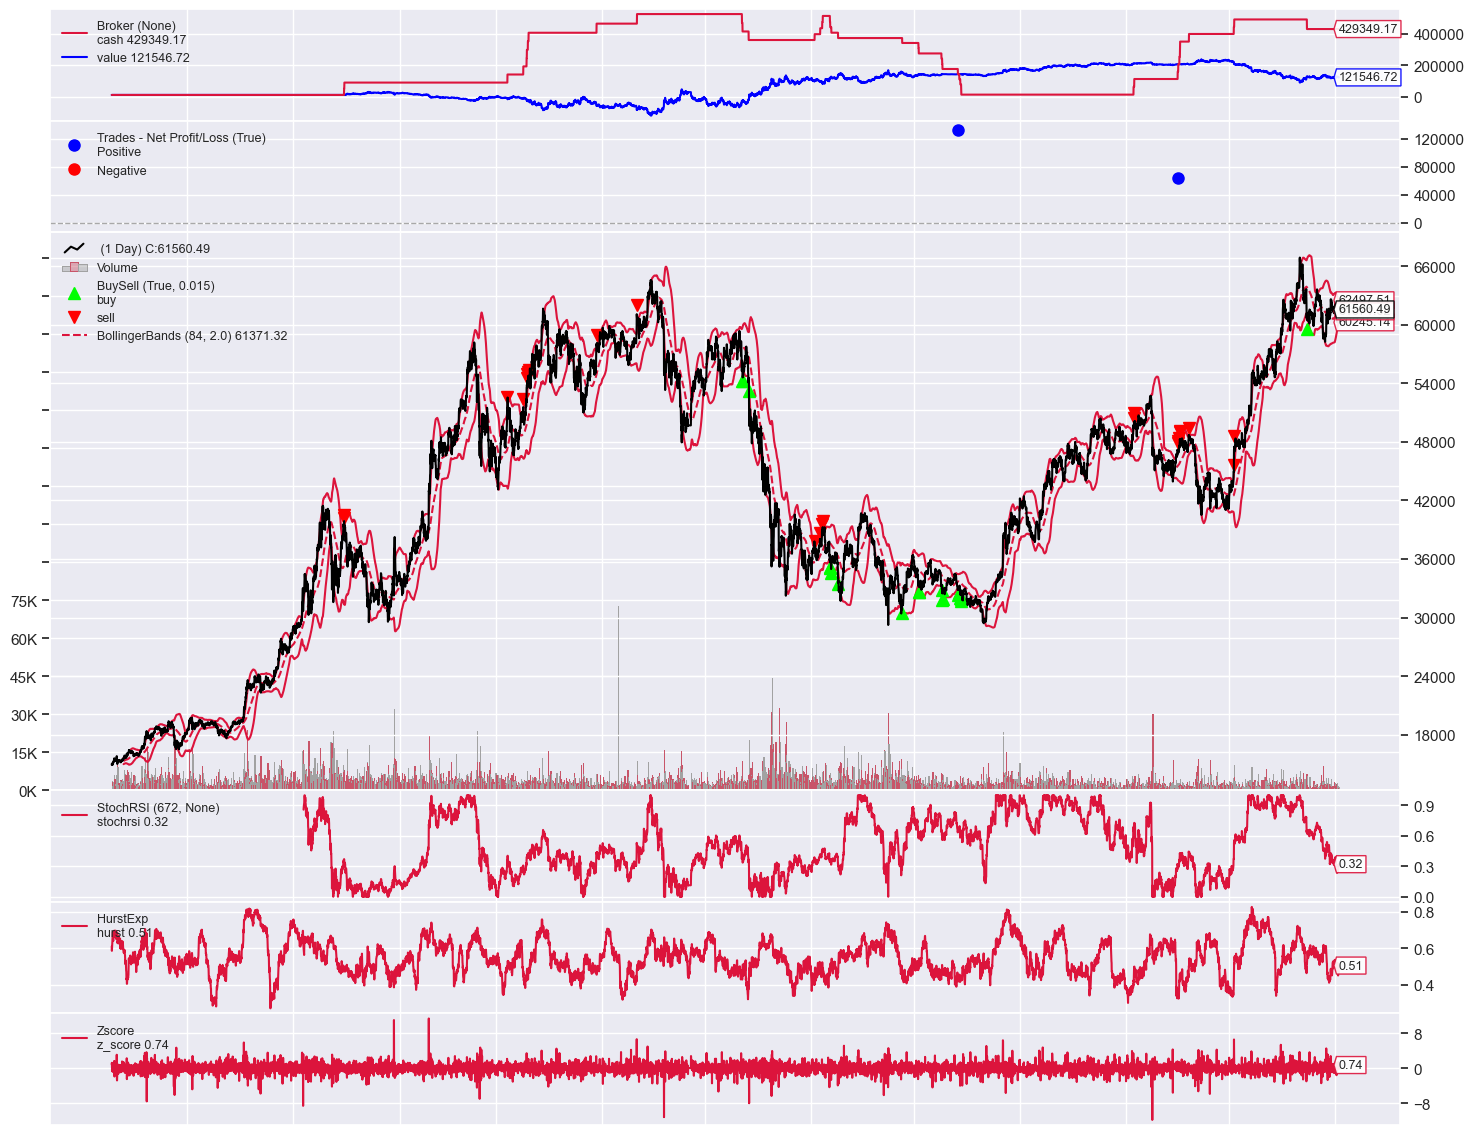 Broker (None)
cash 429349.17
value 121546.72
429349.17
121546.72
400000
200000
0
Trades - Net Profit/Loss (True)
Positive
Negative
120000
80000
40000
0
(1 Day) C:61560.49
Volume
BuySell (True, 0.015)
buy
sell
BollingerBands (84, 2.0) 61371.32
66000
62497.51
61560.49
60245.14
60000
54000
48000
42000
36000
30000
24000
18000
75K
60K
45K
30K
15K
0K
StochRSI (672, None)
stochrsi 0.32
0.9
0.6
0.3
0.0
0.32
HurstExp
hurst 0.51
0.8
0.6
0.4
0.51
Zscore
z_score 0.74
8
0
−8
0.74